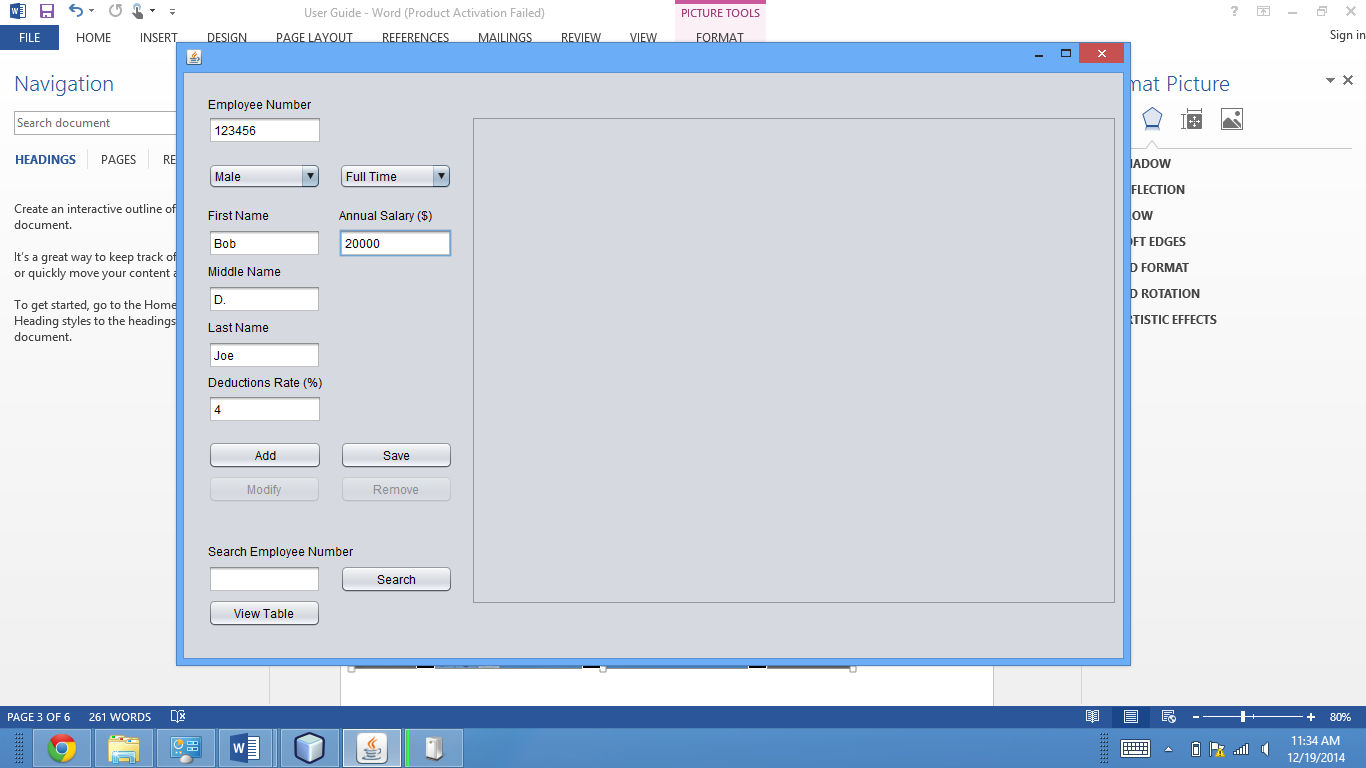 User Guide - Word (Product Activation Failed)
PICTURE TOOLS
FILE HOME INSERT DESIGN PAGE LAYOUT REFERENCES MAILINGS REVIEW VIEW FORMAT
Sign in
Navigation
Search document
HEADINGS PAGES RE
Create an interactive outline of
document.
It's a great way to keep track of
or quickly move your content a
To get started, go to the Home
Heading styles to the headings
document.
Employee Number
123456
Male Full Time
First Name Annual Salary ($)
Bob 20000
Middle Name
D.
Last Name
Joe
Deductions Rate (%)
4
Add Save
Modify Remove
Search Employee Number
Search
View Table
mat Picture
ADOW
FLECTION
OW
FT EDGES
D FORMAT
D ROTATION
RTISTIC EFFECTS
PAGE 3 OF 6 261 WORDS
80%
11:34 AM
12/19/2014